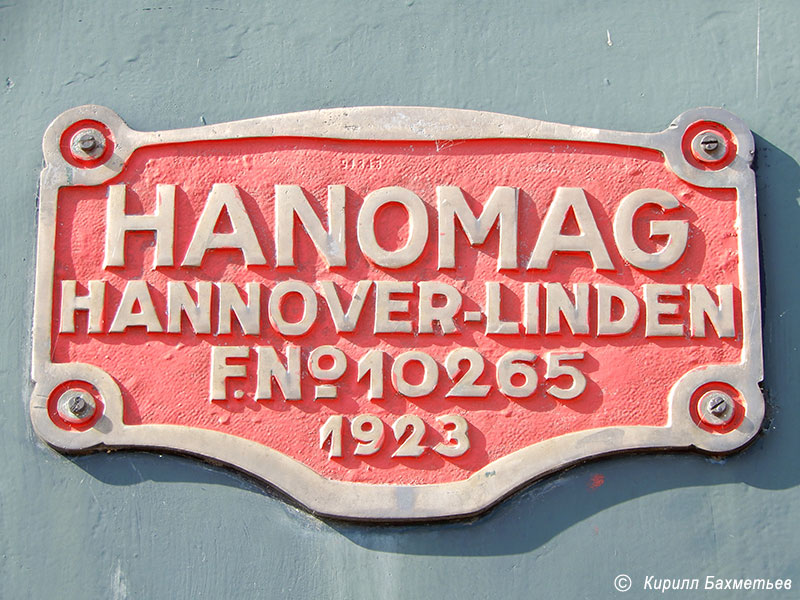 HANOMAG
HANNOVER-LINDEN
F.Nº 10265
1923
© Кирилл Бахметьев